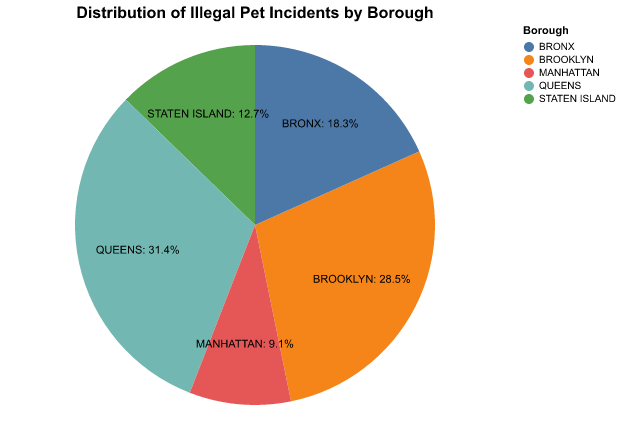 Distribution of Illegal Pet Incidents by Borough
Borough
BRONX
BROOKLYN
MANHATTAN
QUEENS
STATEN ISLAND
STATEN ISLAND: 12.7%
BRONX: 18.3%
QUEENS: 31.4%
BROOKLYN: 28.5%
MANHATTAN: 9.1%